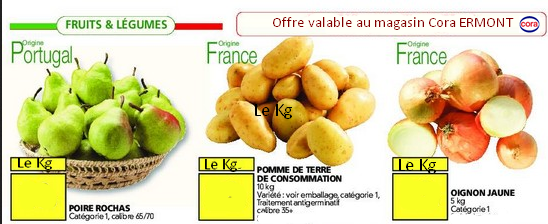 FRUITS & LÉGUMES
Offre valable au magasin Cora ERMONT
cora
Origine
Portugal
Le Kg
POIRE ROCHAS
Catégorie 1, calibre 65/70
Origine
France
Le Kg
Le Kg.
POMME DE TERRE
DE CONSOMMATION
10 kg
Variété : voir emballage, catégorie 1,
Traitement antigerminatif
calibre 35+
Origine
France
Le Kg
OIGNON JAUNE
5 kg
Catégorie 1